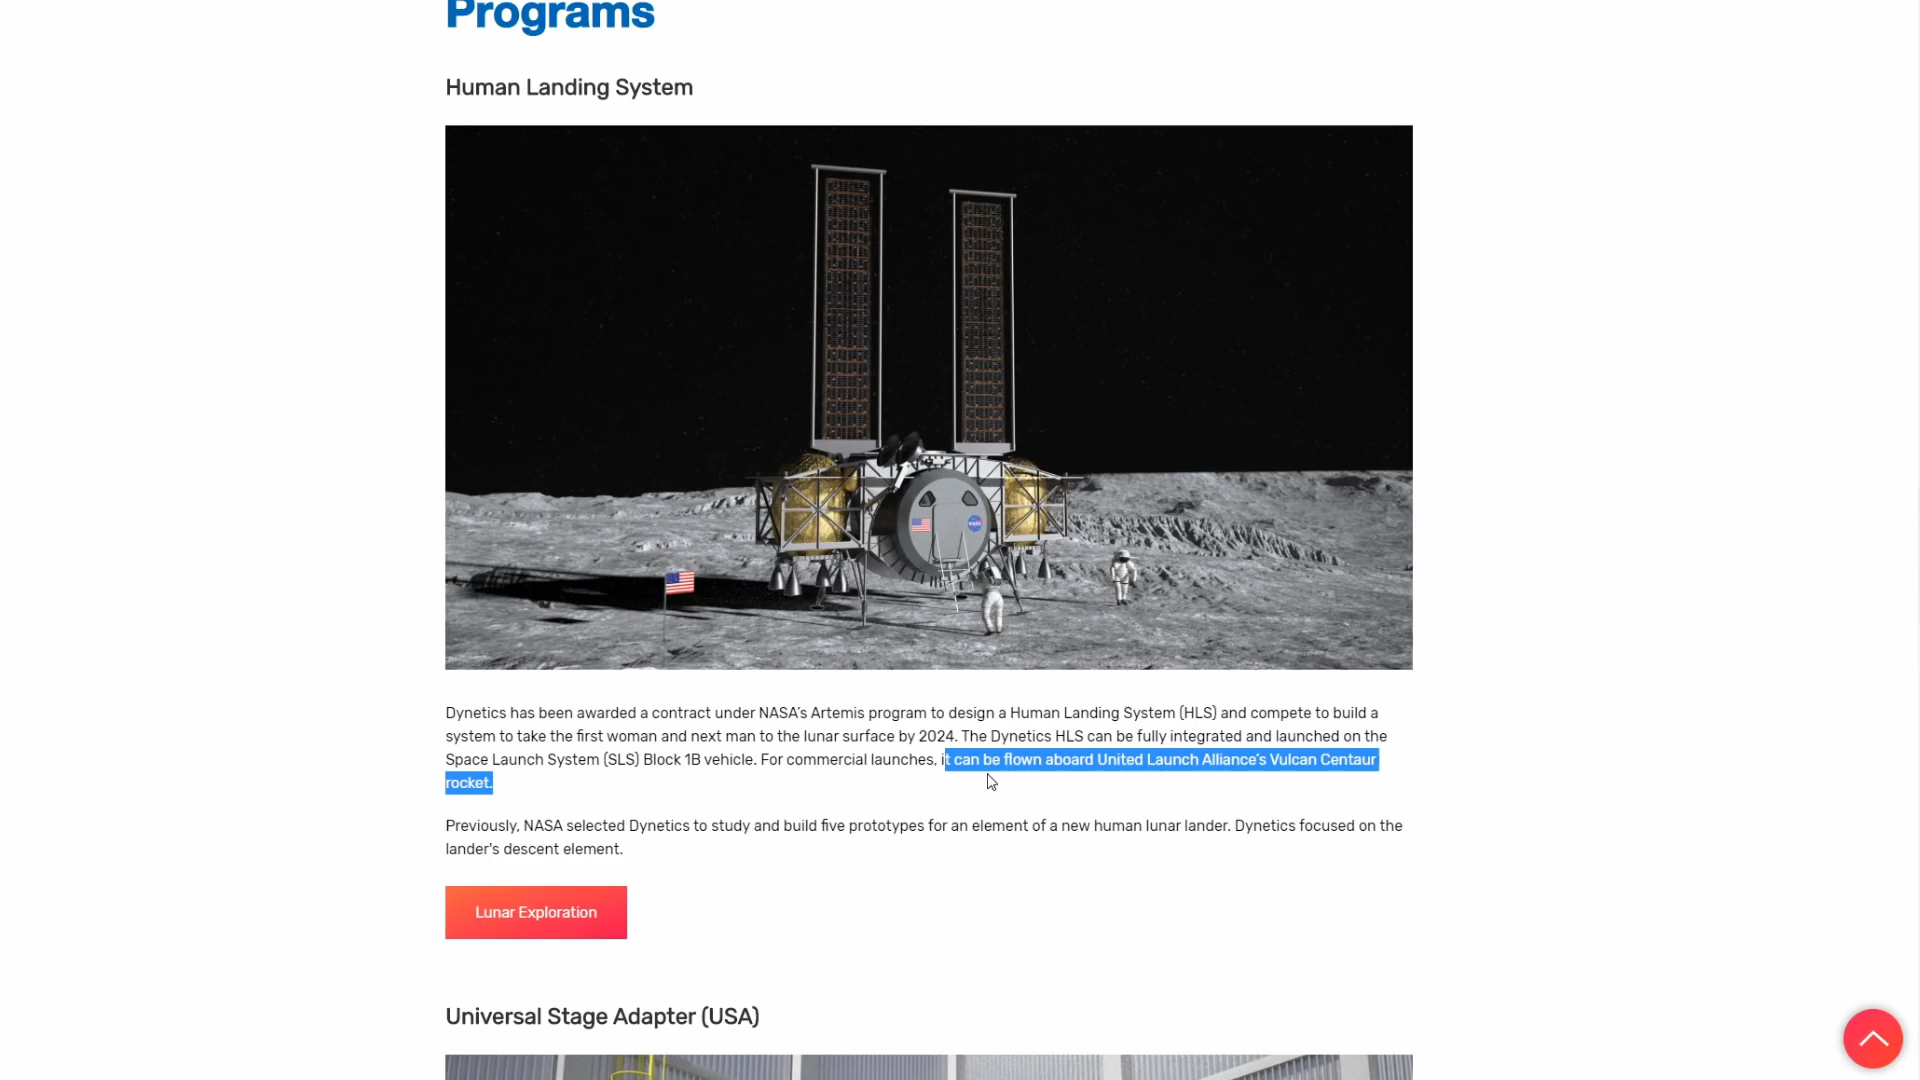 Programs
Human Landing System
NASA
Dynetics has been awarded a contract under NASA's Artemis program to design a Human Landing System (HLS) and compete to build a
system to take the first woman and next man to the lunar surface by 2024. The Dynetics HLS can be fully integrated and launched on the
Space Launch System (SLS) Block 1B vehicle. For commercial launches, it can be flown aboard United Launch Alliance's Vulcan Centaur
rocket.
Previously, NASA selected Dynetics to study and build five prototypes for an element of a new human lunar lander. Dynetics focused on the
lander's descent element.
Lunar Exploration
Universal Stage Adapter (USA)